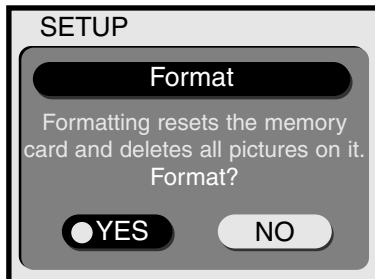 SETUP
Format
Formatting resets the memory
card and deletes all pictures on it.
Format?
YES NO